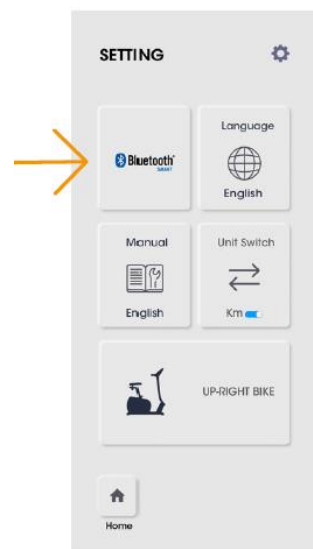 SETTING
Bluetooth
SMART
Language
English
Manual
English
Unit Switch
Km
UP-RIGHT BIKE
Home